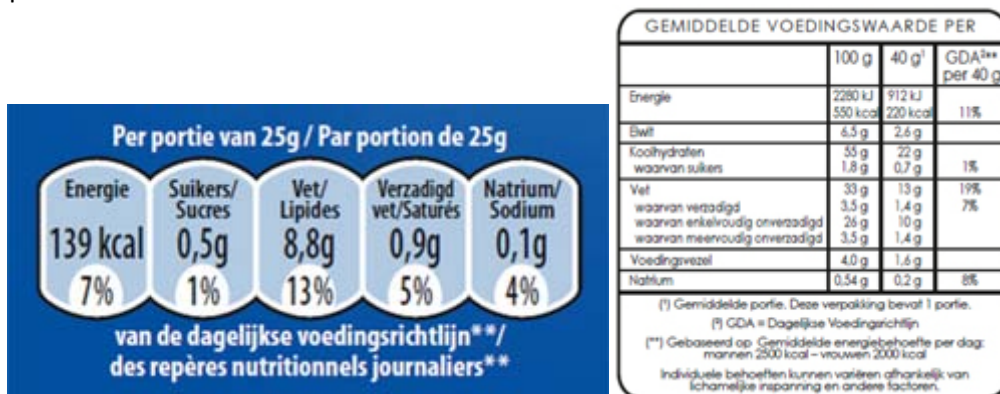 Per portie van 25g / Par portion de 25g
Energie
139 kcal
7%
Suikers/
Sucres
0,5g
1%
Vet/
Lipides
8,8g
13%
Verzadigd
vet/Saturés
0,9g
5%
Natrium/
Sodium
0,1g
4%
van de dagelijkse voedingsrichtlijn**/
des repères nutritionnels journaliers**
GEMIDDELDE VOEDINGSWAARDE PER
100 g 40 g¹ GDA²**
per 40 g
Energie 2280 kJ 912 kJ
550 kcal 220 kcal 11%
Eiwit 6,5 g 2,6 g
Koolhydraten 55 g 22 g
waarvan suikers 1,8 g 0,7 g 1%
Vet 33 g 13 g 19%
waarvan verzadigd 3,5 g 1,4 g 7%
waarvan enkelvoudig onverzadigd 26 g 10 g
waarvan meervoudig onverzadigd 3,5 g 1,4 g
Voedingsvezel 4,0 g 1,6 g
Natrium 0,54 g 0,2 g 8%
(¹) Gemiddelde portie. Deze verpakking bevat 1 portie.
(²) GDA = Dagelijkse Voedingsrichtlijn
(**) Gebaseerd op Gemiddelde energiebehoefte per dag:
mannen 2500 kcal – vrouwen 2000 kcal
Individuele behoeften kunnen variëren afhankelijk van
lichamelijke inspanning en andere factoren.